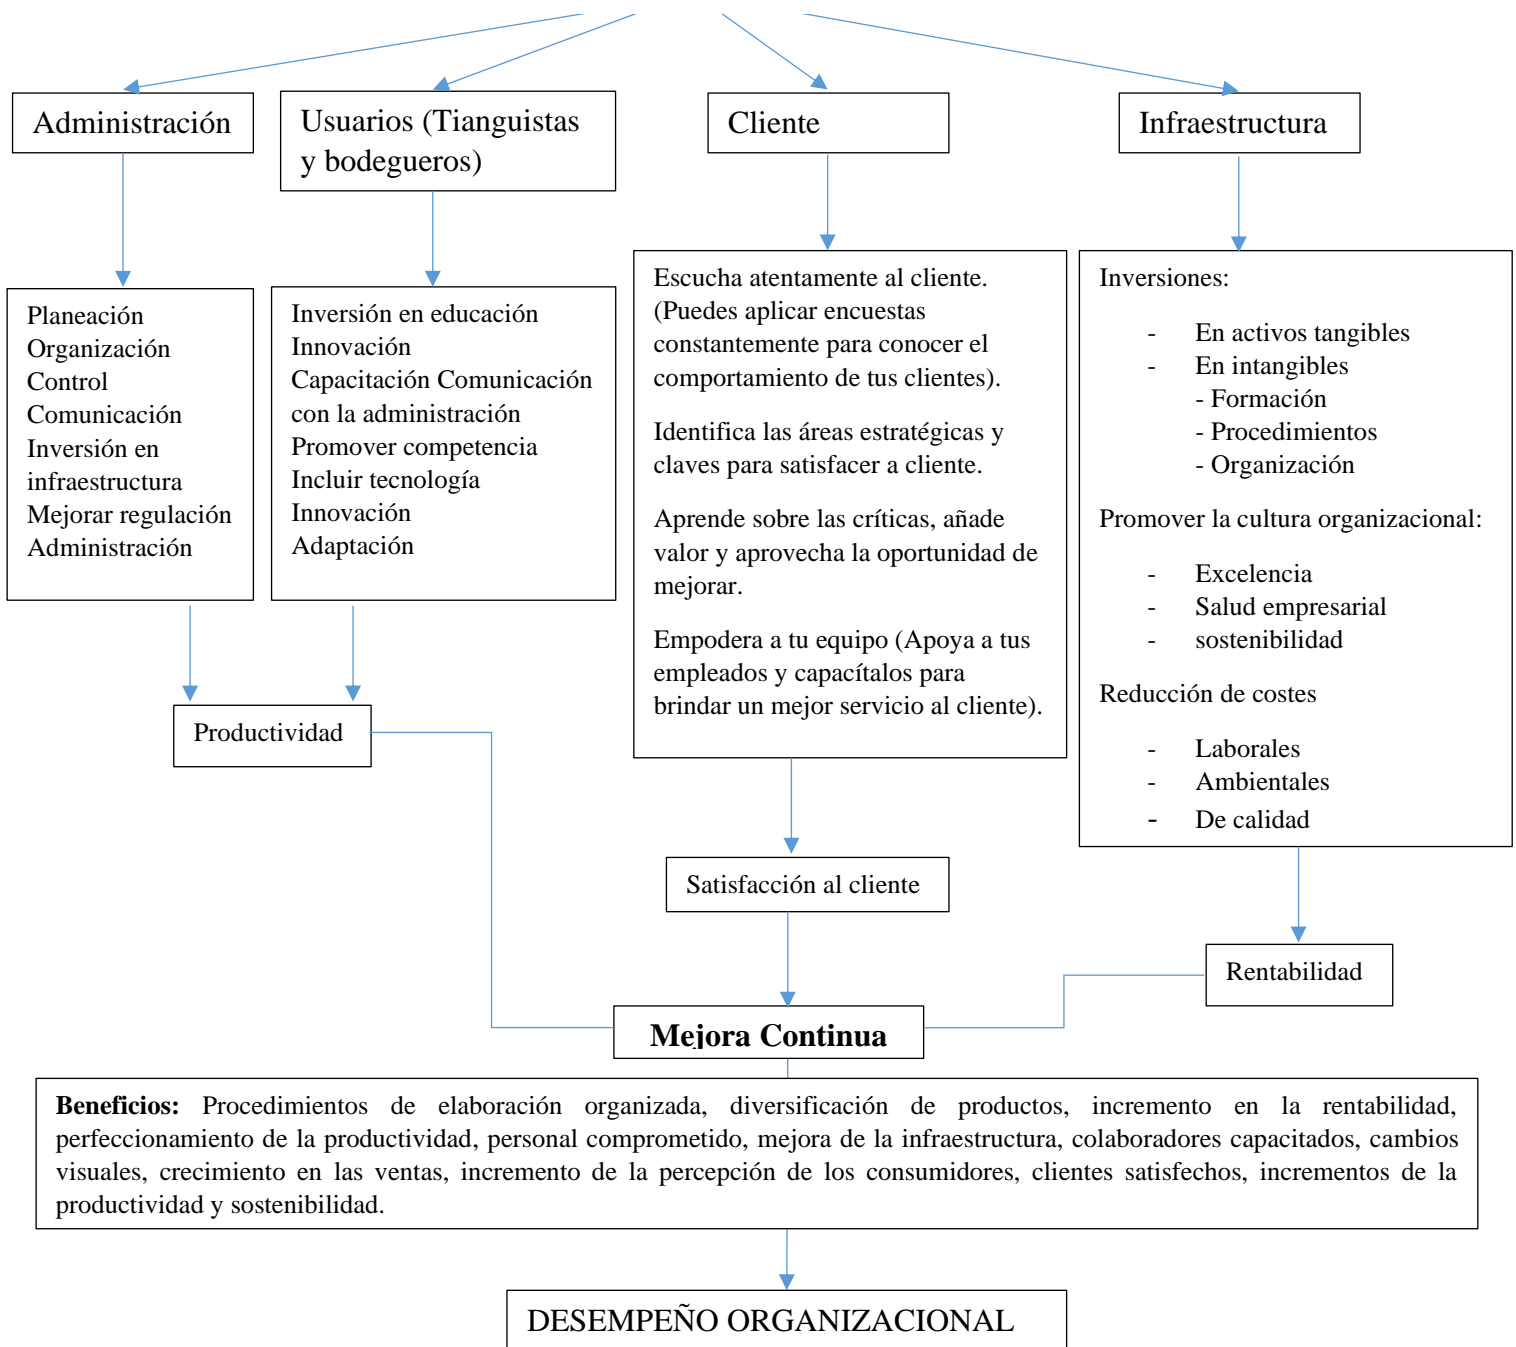 Administración
Usuarios (Tianguistas
y bodegueros)
Cliente
Infraestructura
Planeación
Organización
Control
Comunicación
Inversión en
infraestructura
Mejorar regulación
Administración
Inversión en educación
Innovación
Capacitación Comunicación
con la administración
Promover competencia
Incluir tecnología
Innovación
Adaptación
Escucha atentamente al cliente.
(Puedes aplicar encuestas
constantemente para conocer el
comportamiento de tus clientes).
Identifica las áreas estratégicas y
claves para satisfacer a cliente.
Aprende sobre las críticas, añade
valor y aprovecha la oportunidad de
mejorar.
Empodera a tu equipo (Apoya a tus
empleados y capacítalos para
brindar un mejor servicio al cliente).
Inversiones:
- En activos tangibles
- En intangibles
- Formación
- Procedimientos
- Organización
Promover la cultura organizacional:
- Excelencia
- Salud empresarial
- sostenibilidad
Reducción de costes
- Laborales
- Ambientales
- De calidad
Productividad
Satisfacción al cliente
Rentabilidad
Mejora Continua
Beneficios: Procedimientos de elaboración organizada, diversificación de productos, incremento en la rentabilidad,
perfeccionamiento de la productividad, personal comprometido, mejora de la infraestructura, colaboradores capacitados, cambios
visuales, crecimiento en las ventas, incremento de la percepción de los consumidores, clientes satisfechos, incrementos de la
productividad y sostenibilidad.
DESEMPEÑO ORGANIZACIONAL